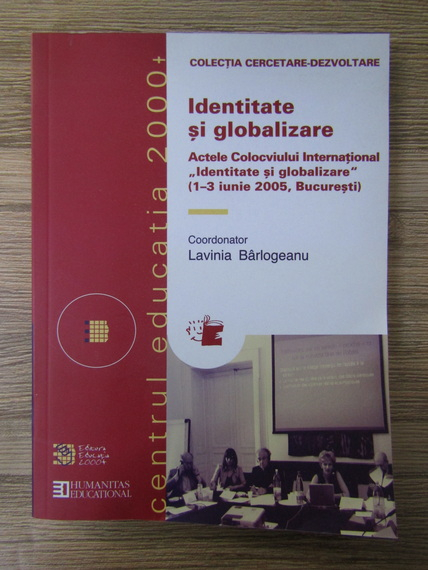 COLECȚIA CERCETARE-DEZVOLTARE
Identitate
și globalizare
Actele Colocviului Internațional
„Identitate și globalizare“
(1–3 iunie 2005, București)
Coordonator
Lavinia Bârlogeanu
centrul educatia 2000+
Editura
Educația
2000+
HUMANITAS
EDUCATIONAL